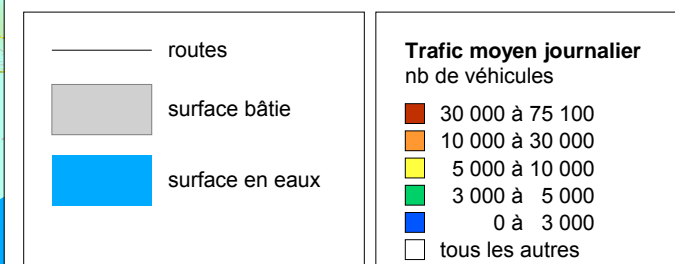 routes
surface bâtie
surface en eaux
Trafic moyen journalier
nb de véhicules
30 000 à 75 100
10 000 à 30 000
5 000 à 10 000
3 000 à 5 000
0 à 3 000
tous les autres